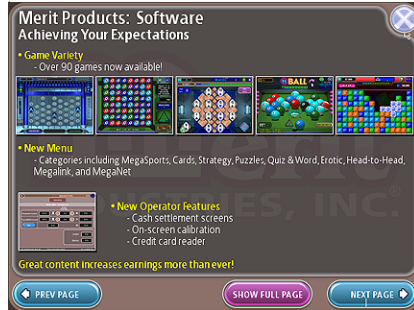 Merit Products: Software
Achieving Your Expectations
• Game Variety
- Over 90 games now available!
BALL
• New Menu
- Categories including MegaSports, Cards, Strategy, Puzzles, Quiz & Word, Erotic, Head-to-Head,
Megalink, and MegaNet
• New Operator Features
- Cash settlement screens
- On-screen calibration
- Credit card reader
INDUSTRIES, INC.
Great content increases earnings more than ever!
PREV PAGE
SHOW FULL PAGE
NEXT PAGE